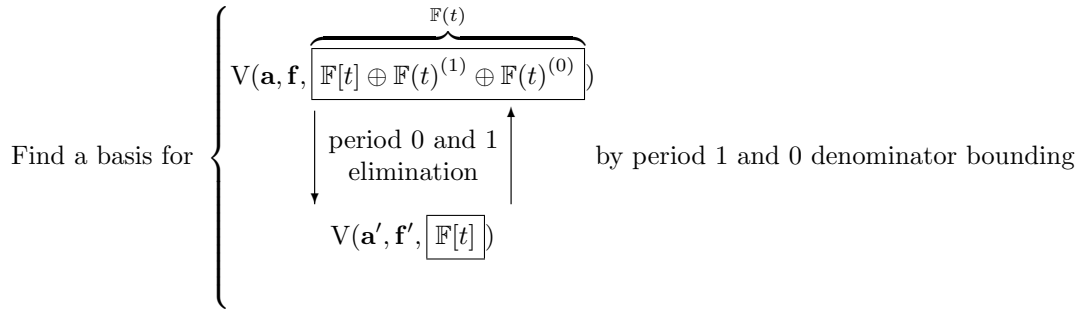 𝔽(t)
V(𝐚, 𝐟, 𝔽[t] ⊕ 𝔽(t)⁽¹⁾ ⊕ 𝔽(t)⁽⁰⁾)
Find a basis for { period 0 and 1 by period 1 and 0 denominator bounding
elimination
V(𝐚′, 𝐟′, 𝔽[t])